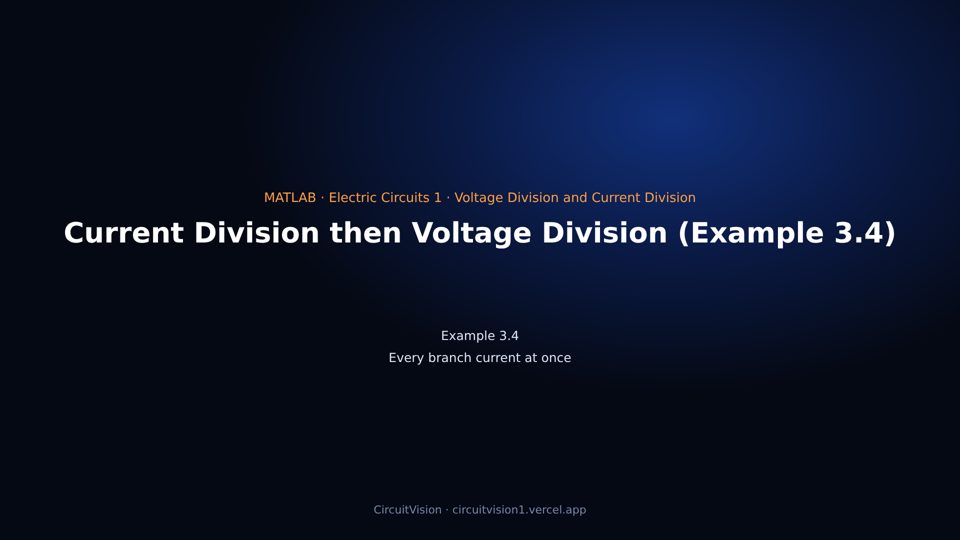 MATLAB · Electric Circuits 1 · Voltage Division and Current Division
Current Division then Voltage Division (Example 3.4)
Example 3.4
Every branch current at once
CircuitVision · circuitvision1.vercel.app